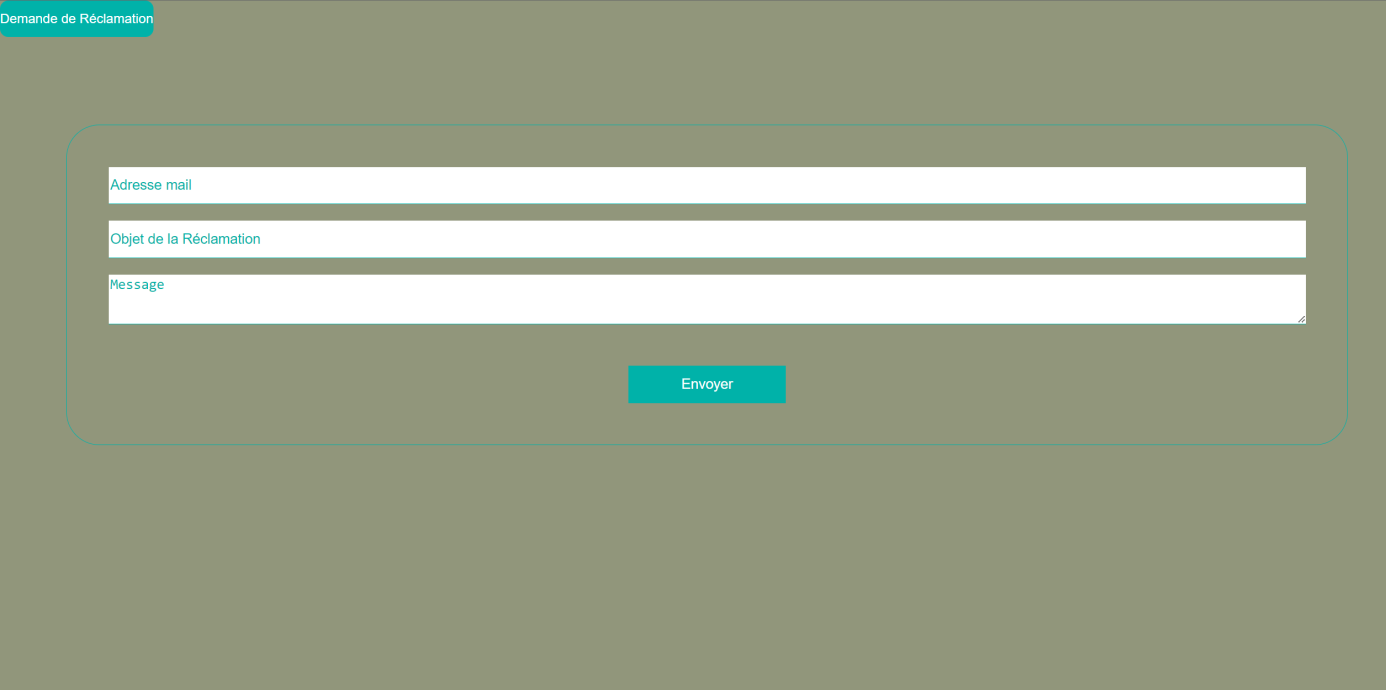 Demande de Réclamation
Adresse mail
Objet de la Réclamation
Message
Envoyer